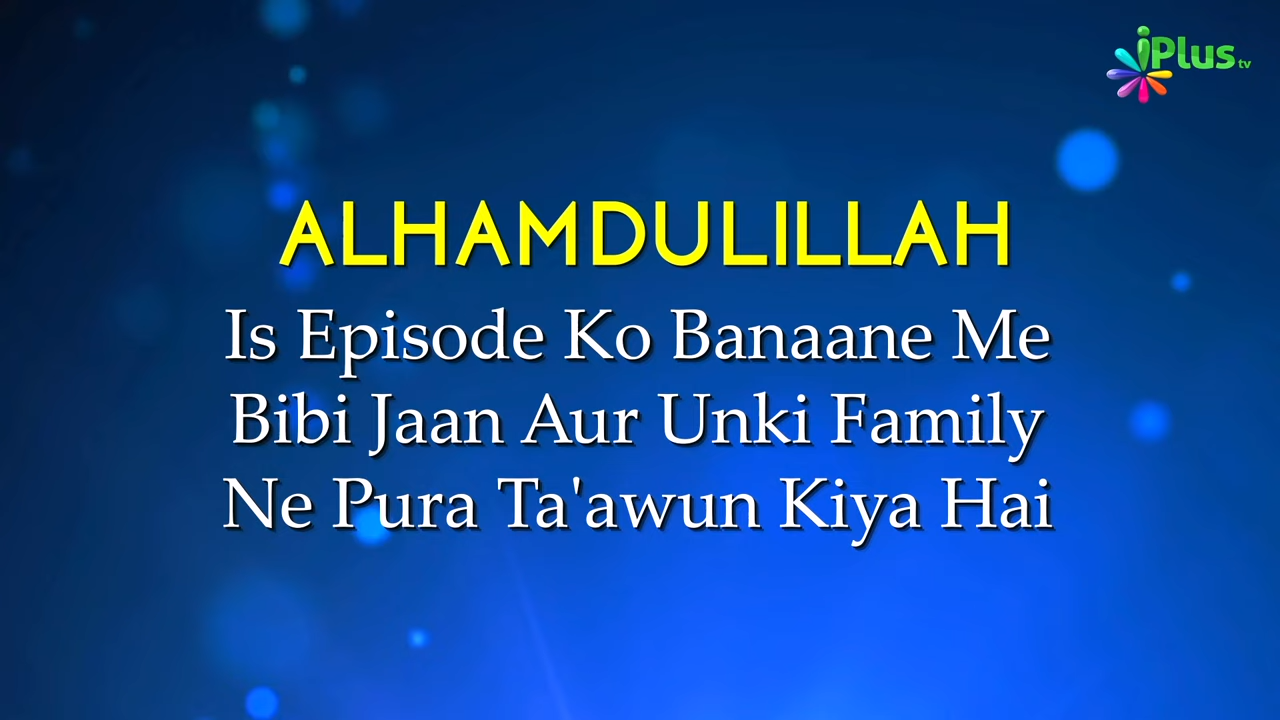 iPlus tv
ALHAMDULILLAH
Is Episode Ko Banaane Me
Bibi Jaan Aur Unki Family
Ne Pura Ta'awun Kiya Hai